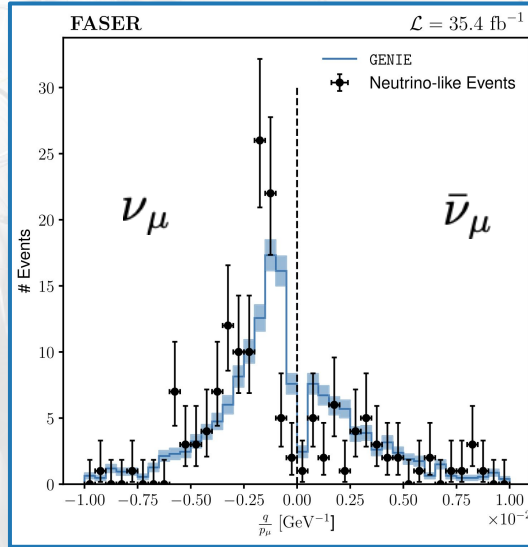 FASER
ℒ = 35.4 fb⁻¹
GENIE
Neutrino-like Events
ν_μ
ν̄_μ
# Events
30
25
20
15
10
5
0
−1.00 −0.75 −0.50 −0.25 0.00 0.25 0.50 0.75 1.00
×10⁻²
q/p_μ [GeV⁻¹]